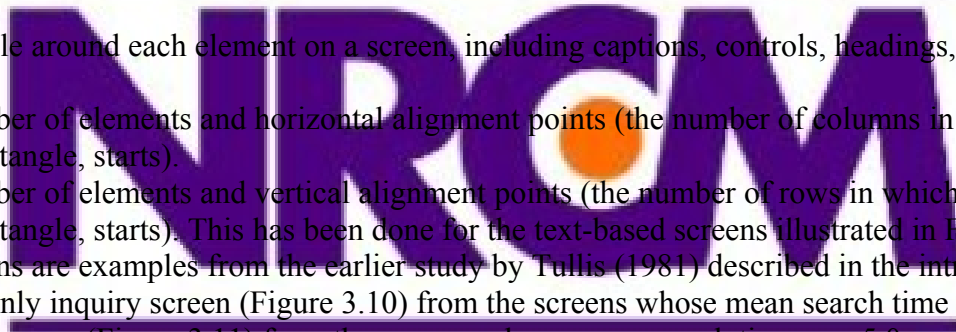 NRCM
le around each element on a screen, including captions, controls, headings,
ber of elements and horizontal alignment points (the number of columns in
tangle, starts).
ber of elements and vertical alignment points (the number of rows in which
tangle, starts). This has been done for the text-based screens illustrated in F
ns are examples from the earlier study by Tullis (1981) described in the int
nly inquiry screen (Figure 3.10) from the screens whose mean search time